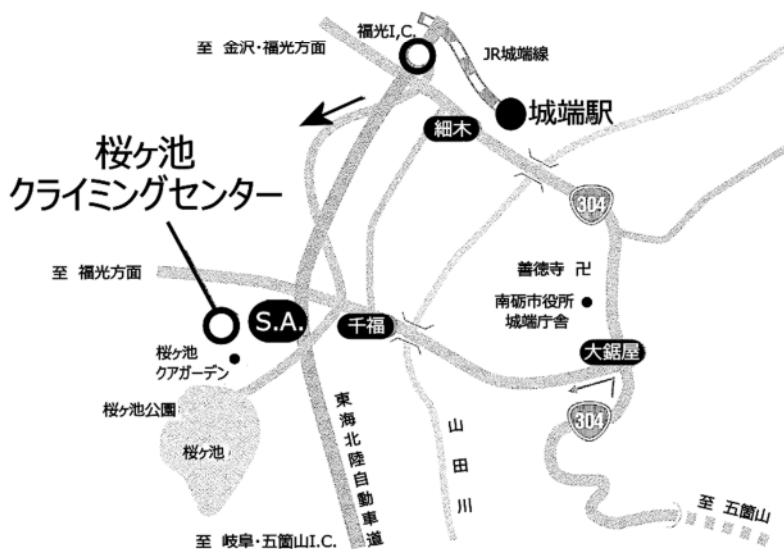 福光I,C.
至 金沢・福光方面
JR城端線
城端駅
細木
桜ヶ池
クライミングセンター
304
至 福光方面
善徳寺 卍
南砺市役所
城端庁舎
S.A.
千福
大鋸屋
桜ヶ池
クアガーデン
桜ヶ池公園
桜ヶ池
東海北陸自動車道
山田川
304
至 五箇山
至 岐阜・五箇山I.C.